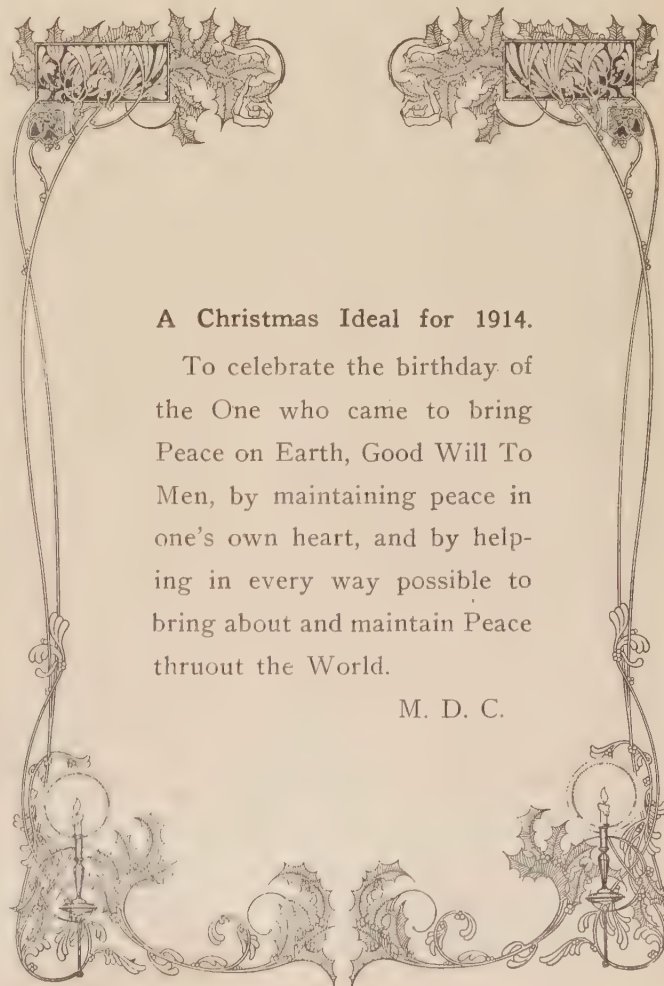 A Christmas Ideal for 1914.
To celebrate the birthday of
the One who came to bring
Peace on Earth, Good Will To
Men, by maintaining peace in
one's own heart, and by help-
ing in every way possible to
bring about and maintain Peace
thruout the World.
M. D. C.